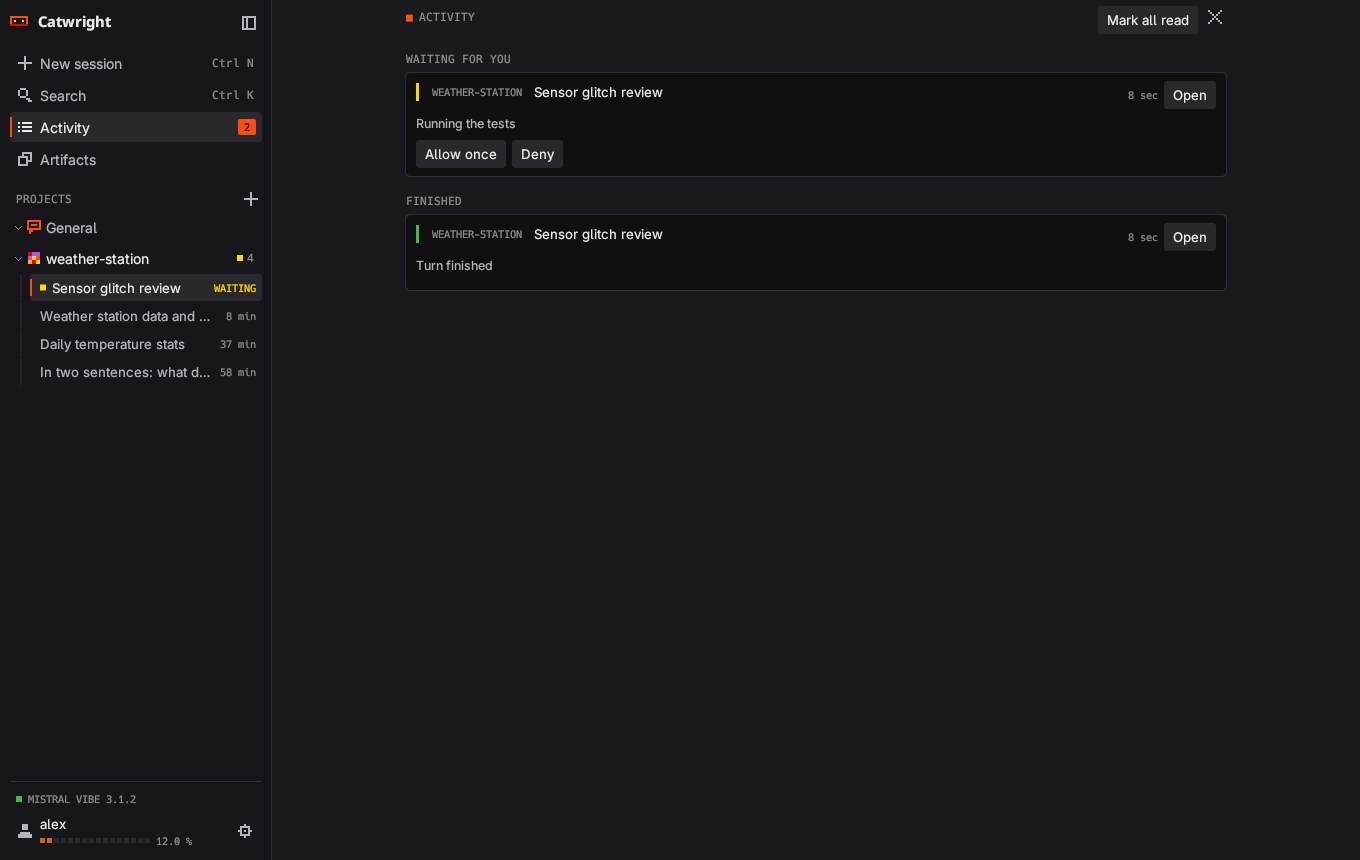 Catwright
New session Ctrl N
Search Ctrl K
Activity 2
Artifacts
PROJECTS
General
weather-station 4
Sensor glitch review WAITING
Weather station data and ... 8 min
Daily temperature stats 37 min
In two sentences: what d... 58 min
MISTRAL VIBE 3.1.2
alex
12.0 %
ACTIVITY
Mark all read
WAITING FOR YOU
WEATHER-STATION Sensor glitch review 8 sec Open
Running the tests
Allow once Deny
FINISHED
WEATHER-STATION Sensor glitch review 8 sec Open
Turn finished